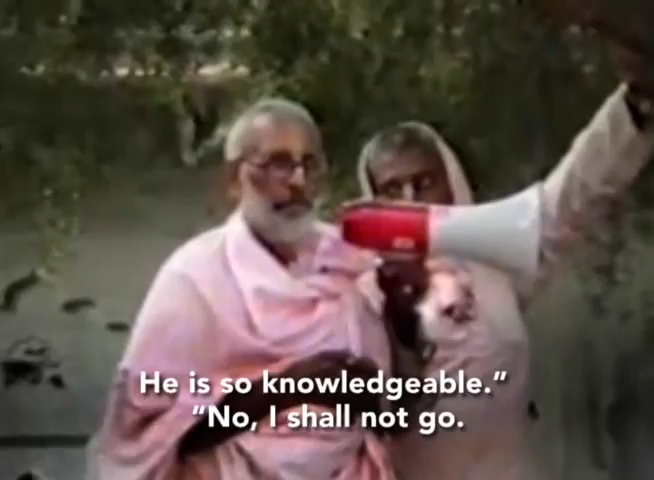 He is so knowledgeable.”
“No, I shall not go.